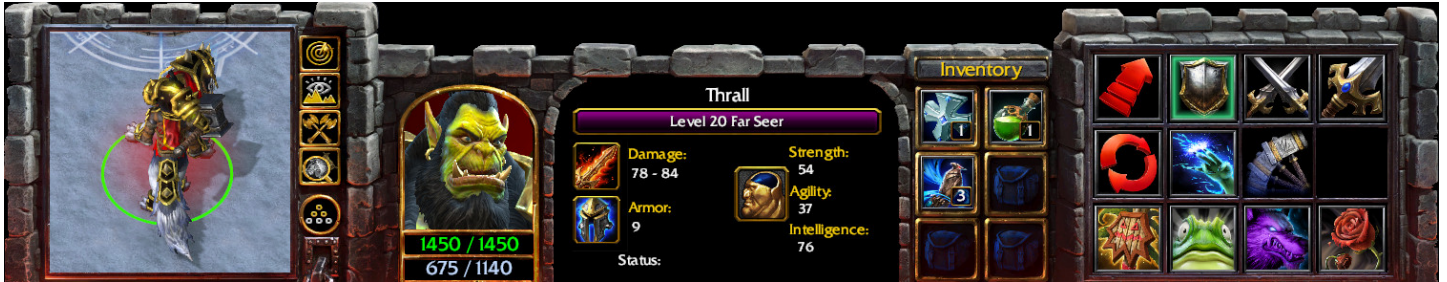 Thrall
Level 20 Far Seer
Damage:
78 - 84
Armor:
9
Strength:
54
Agility:
37
Intelligence:
76
Status:
1450 / 1450
675 / 1140
Inventory
1
1
3